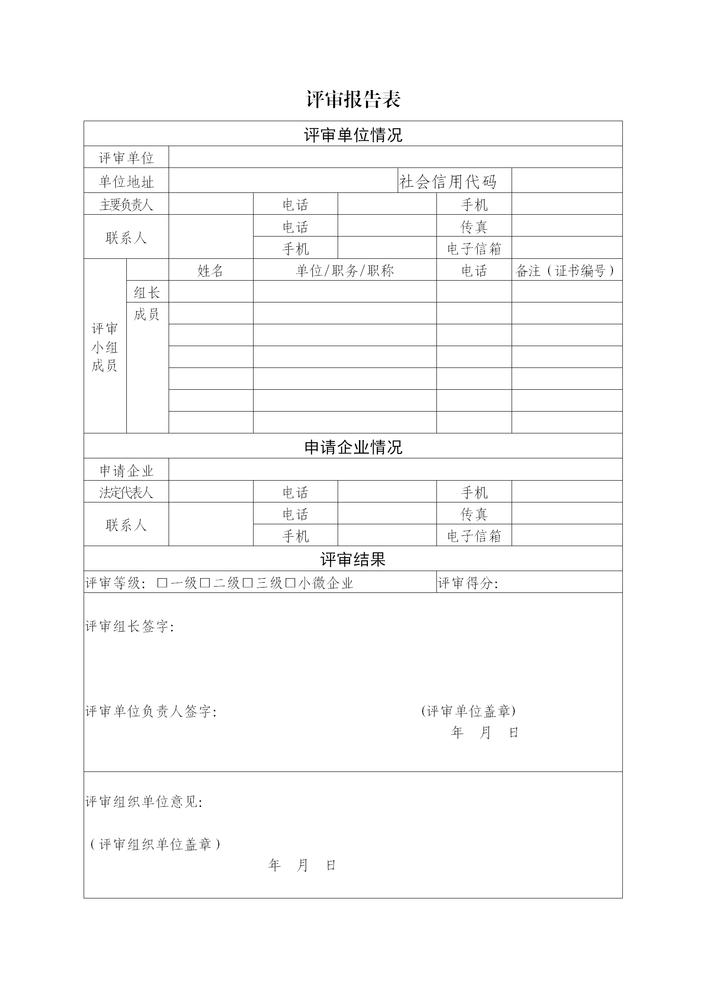 评审报告表
评审单位情况
评审单位
单位地址 社会信用代码
主要负责人 电话 手机
联系人 电话 传真
手机 电子信箱
姓名 单位/职务/职称 电话 备注（证书编号）
组长
成员
评审
小组
成员
申请企业情况
申请企业
法定代表人 电话 手机
联系人 电话 传真
手机 电子信箱
评审结果
评审等级：□一级□二级□三级□小微企业 评审得分：
评审组长签字：
评审单位负责人签字： (评审单位盖章)
年 月 日
评审组织单位意见：
（评审组织单位盖章）
年 月 日